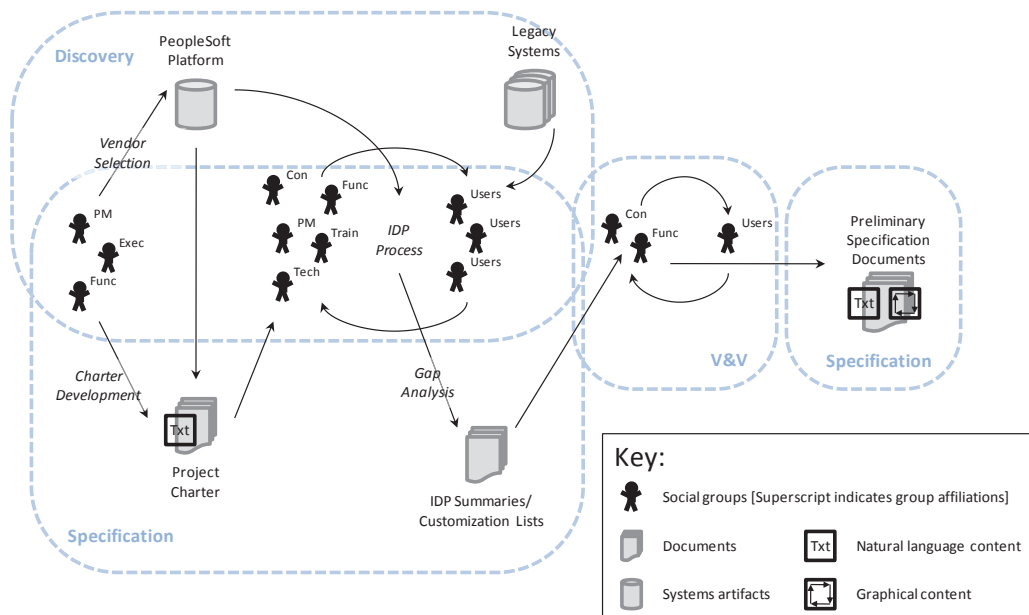 PeopleSoft
Platform
Legacy
Systems
Discovery
Vendor
Selection
Con
Func
PM
Exec
Func
PM
Train
Tech
IDP
Process
Users
Users
Users
Con
Func
Users
Preliminary
Specification
Documents
Txt
V&V
Specification
Charter
Development
Gap
Analysis
Txt
Project
Charter
IDP Summaries/
Customization Lists
Specification
Key:
Social groups [Superscript indicates group affiliations]
Documents
Txt
Natural language content
Systems artifacts
Graphical content